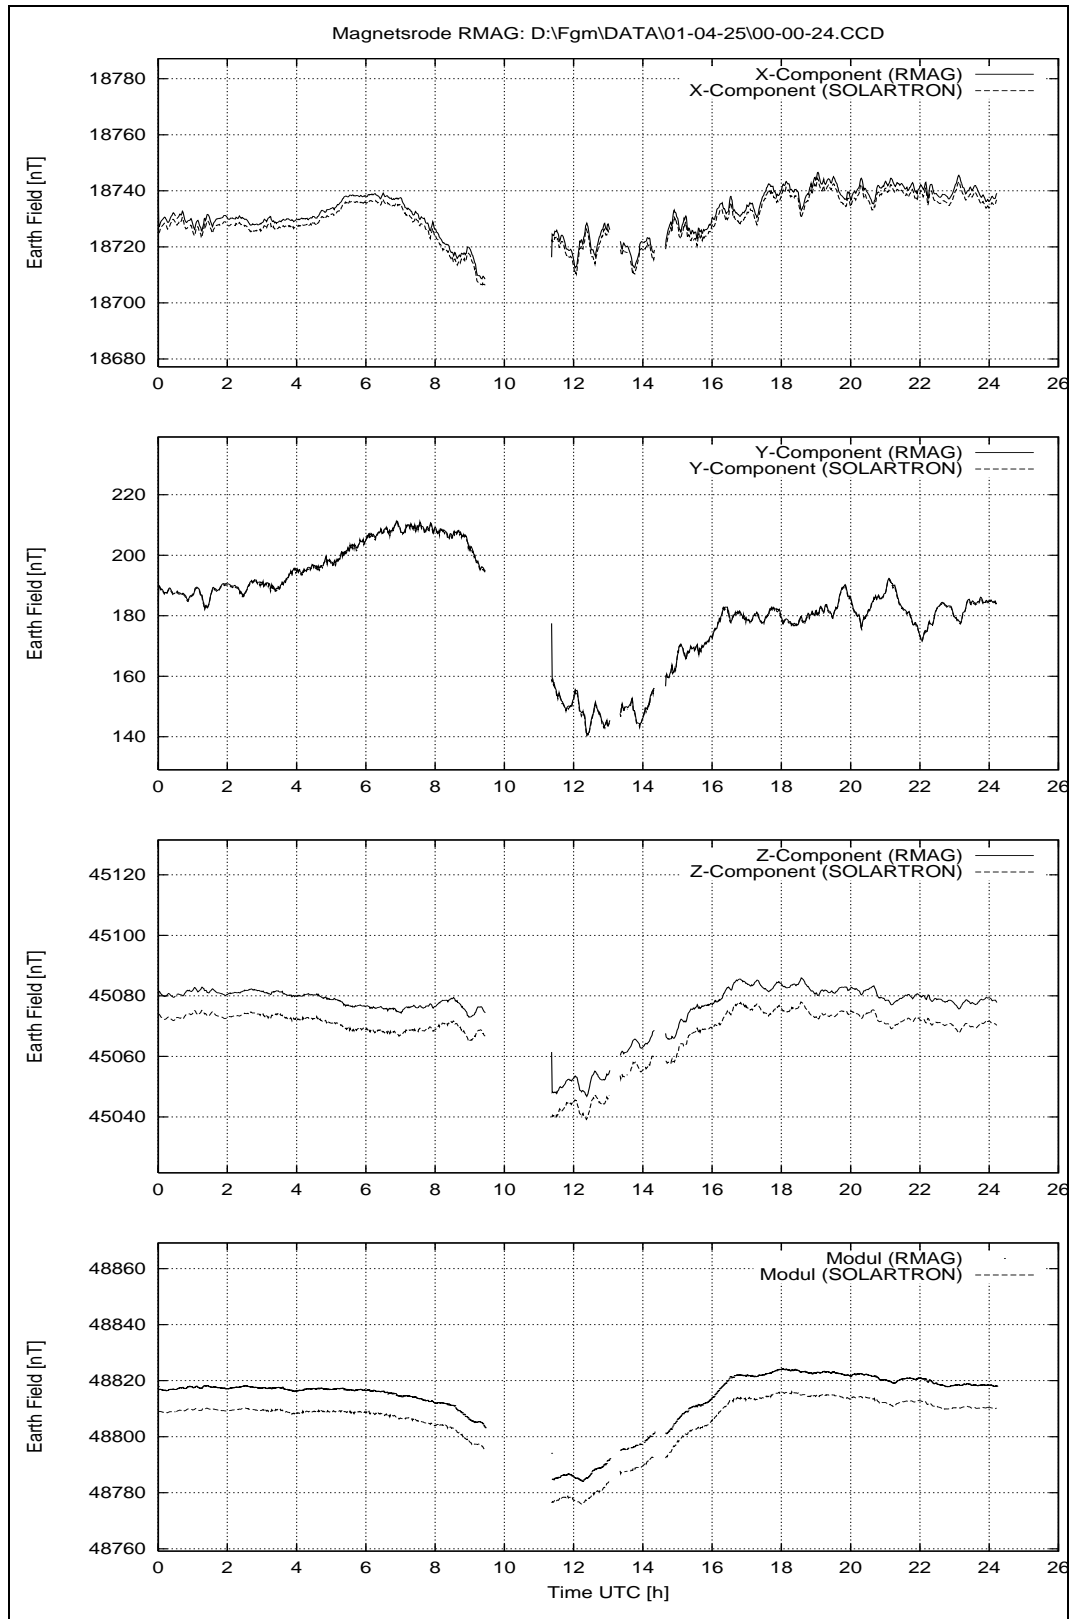 Magnetsrode RMAG: D:\Fgm\DATA\01-04-25\00-00-24.CCD
X-Component (RMAG)
X-Component (SOLARTRON)
Earth Field [nT]
18780
18760
18740
18720
18700
18680
0 2 4 6 8 10 12 14 16 18 20 22 24 26
Y-Component (RMAG)
Y-Component (SOLARTRON)
Earth Field [nT]
220
200
180
160
140
0 2 4 6 8 10 12 14 16 18 20 22 24 26
Z-Component (RMAG)
Z-Component (SOLARTRON)
Earth Field [nT]
45120
45100
45080
45060
45040
0 2 4 6 8 10 12 14 16 18 20 22 24 26
Modul (RMAG)
Modul (SOLARTRON)
Earth Field [nT]
48860
48840
48820
48800
48780
48760
0 2 4 6 8 10 12 14 16 18 20 22 24 26
Time UTC [h]